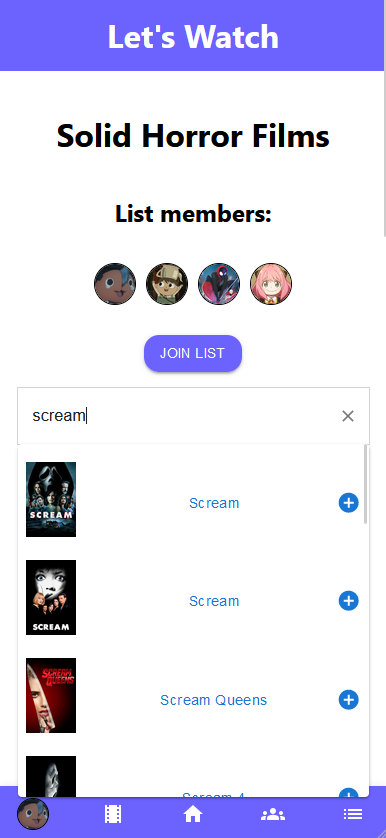 Let's Watch
Solid Horror Films
List members:
JOIN LIST
scream
SCREAM
Scream
SCREAM
Scream
SCREAM
QUEENS
Scream Queens
Scream 4